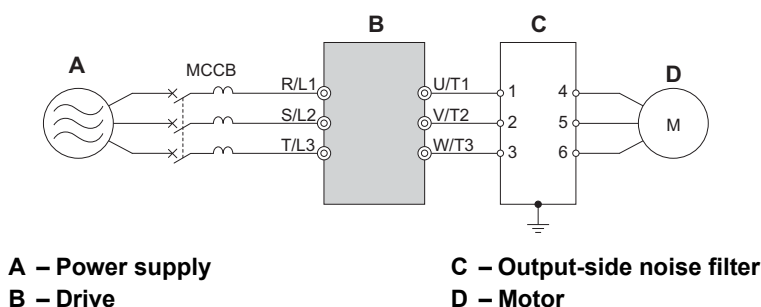 B C
A MCCB D
R/L1 U/T1 1 4
S/L2 V/T2 2 5 M
T/L3 W/T3 3 6
A – Power supply C – Output-side noise filter
B – Drive D – Motor